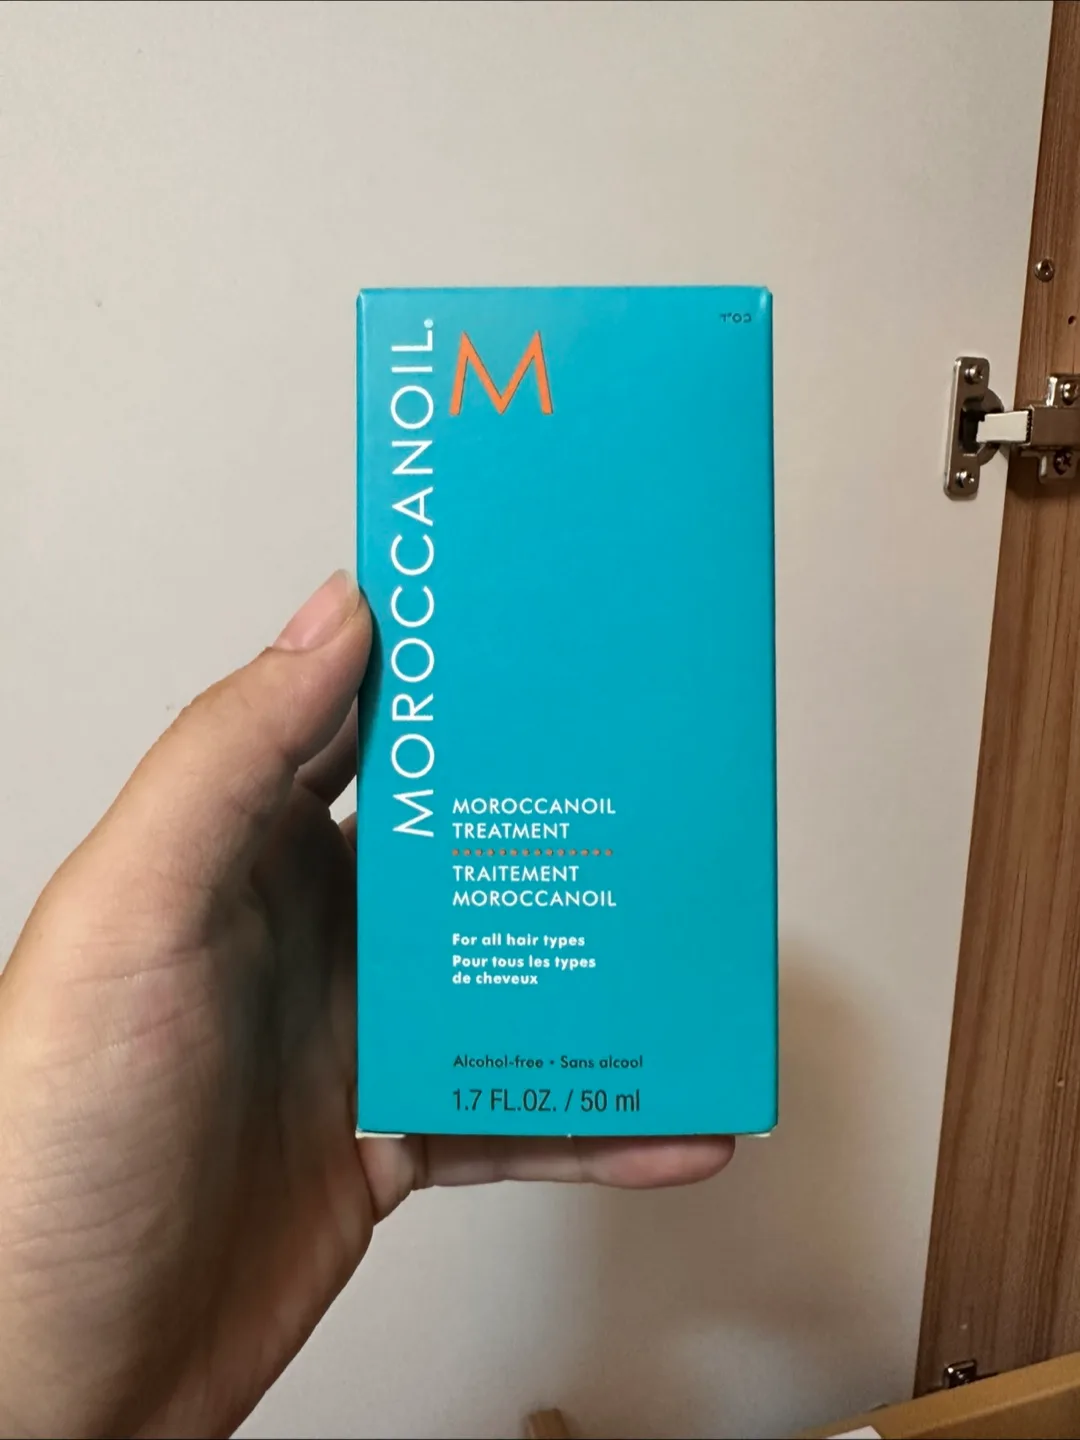 MOROCCANOIL®
M
MOROCCANOIL
TREATMENT
TRAITEMENT
MOROCCANOIL
For all hair types
Pour tous les types
de cheveux
Alcohol-free • Sans alcool
1.7 FL.OZ. / 50 ml